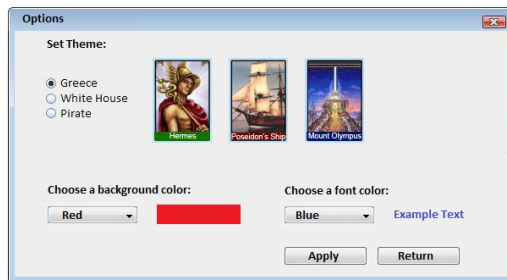 Options
Set Theme:
Greece
White House
Pirate
Hermes
Poseidon's Ship
Mount Olympus
Choose a background color:
Red
Choose a font color:
Blue
Example Text
Apply
Return